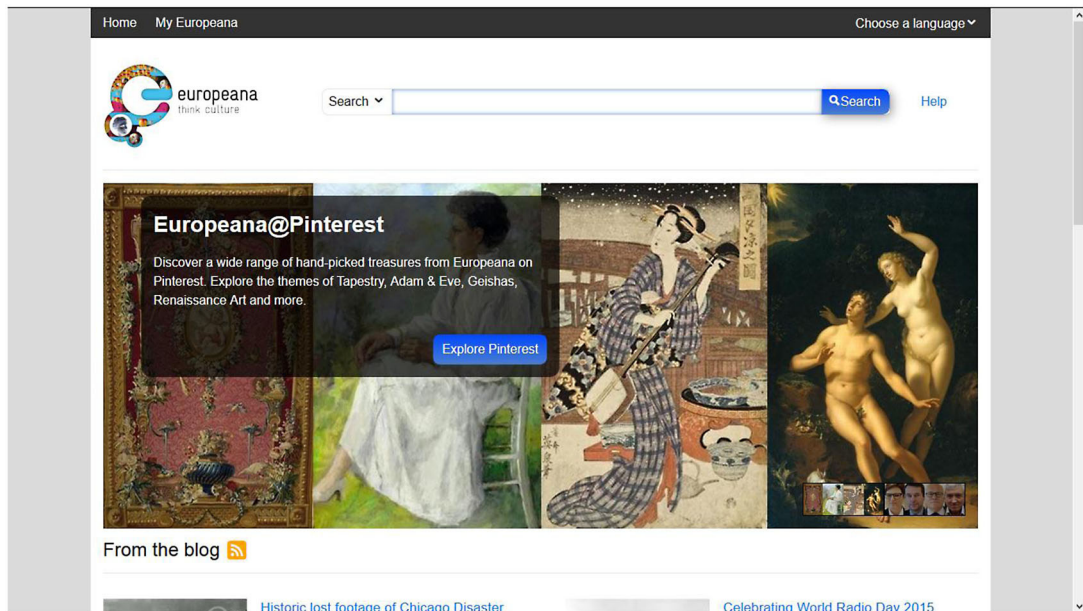 Home My Europeana Choose a language
europeana
think culture
Search Search Help
Europeana@Pinterest
Discover a wide range of hand-picked treasures from Europeana on
Pinterest. Explore the themes of Tapestry, Adam & Eve, Geishas,
Renaissance Art and more.
Explore Pinterest
From the blog
Historic lost footage of Chicago Disaster Celebrating World Radio Day 2015